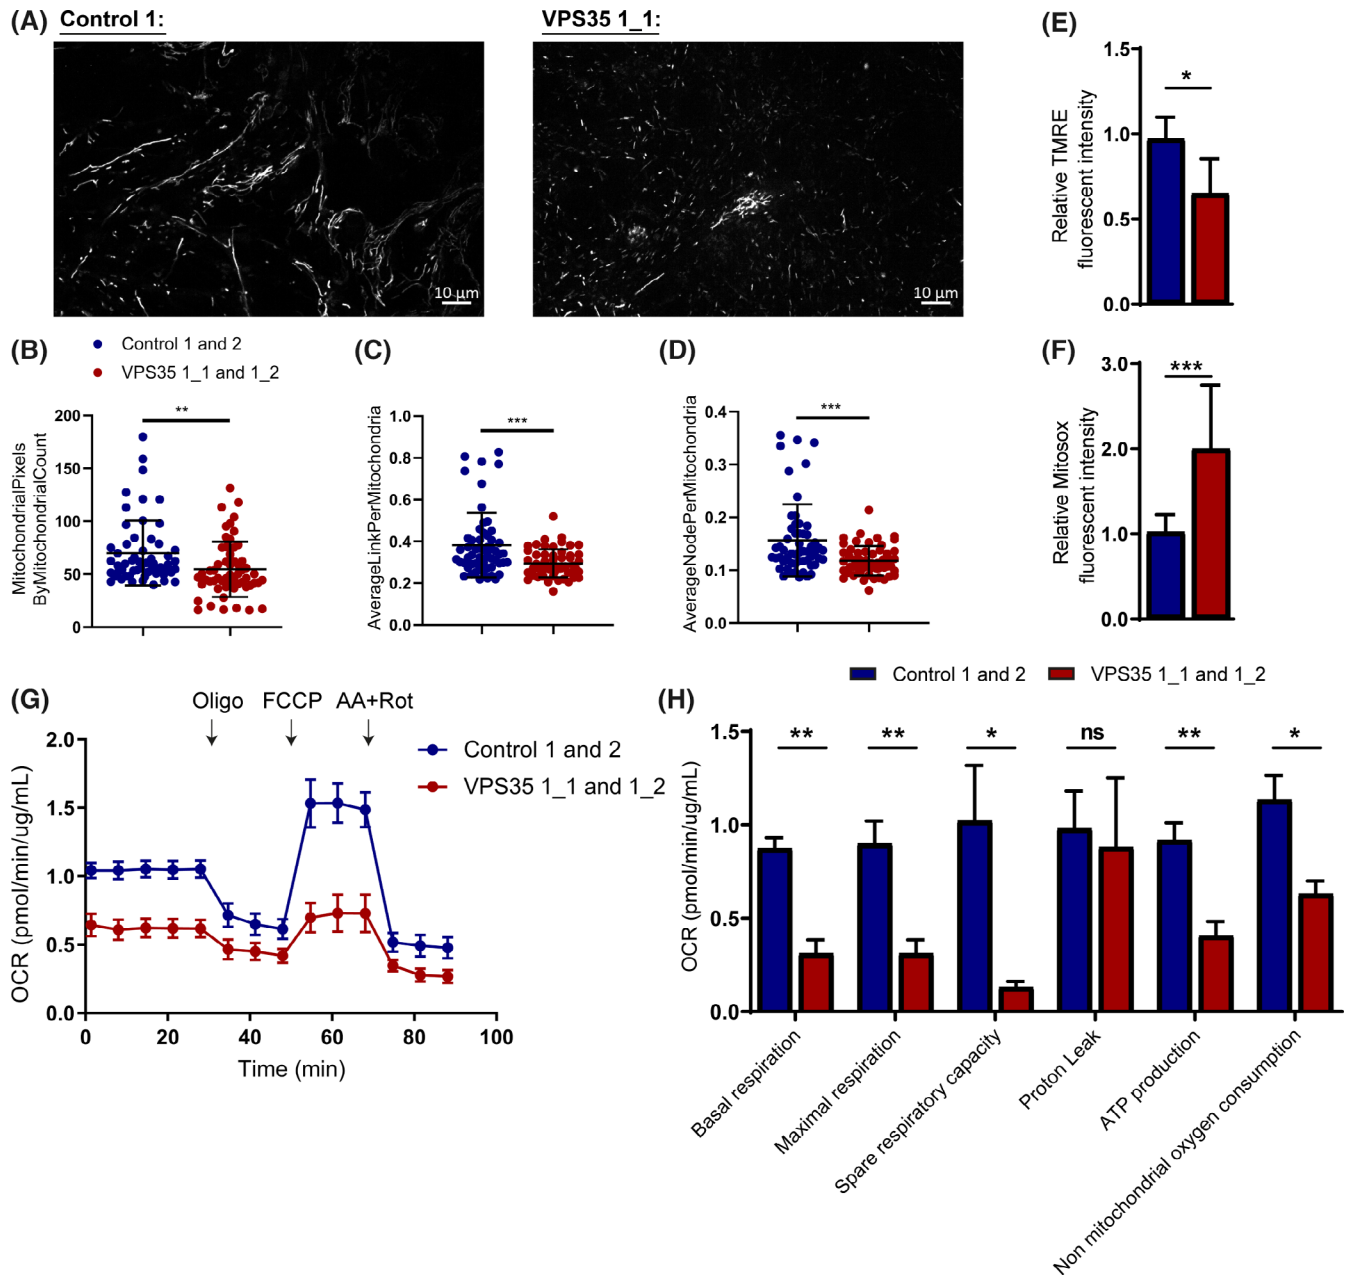 (A)
Control 1:
VPS35 1_1:
10 µm
10 µm
(E)
Relative TMRE
fluorescent intensity
1.5
1.0
0.5
0.0
*
(B)
Control 1 and 2
VPS35 1_1 and 1_2
MitochondrialPixels
ByMitochondrialCount
200
150
100
50
0
**
(C)
AverageLinkPerMitochondria
1.0
0.8
0.6
0.4
0.2
0.0
***
(D)
AverageNodePerMitochondria
0.4
0.3
0.2
0.1
0.0
***
(F)
Relative Mitosox
fluorescent intensity
3.0
2.0
1.0
0.0
***
(G)
Oligo
FCCP
AA+Rot
Control 1 and 2
VPS35 1_1 and 1_2
OCR (pmol/min/ug/mL)
2.0
1.5
1.0
0.5
0.0
0
20
40
60
80
100
Time (min)
(H)
Control 1 and 2
VPS35 1_1 and 1_2
OCR (pmol/min/ug/mL)
1.5
1.0
0.5
0.0
**
**
*
ns
**
*
Basal respiration
Maximal respiration
Spare respiratory capacity
Proton Leak
ATP production
Non mitochondrial oxygen consumption